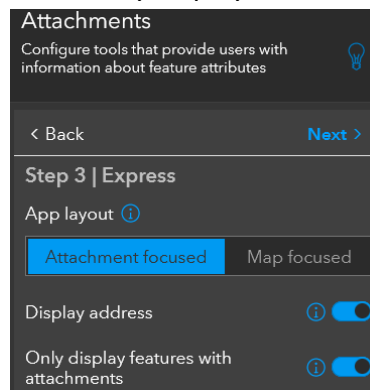 Attachments
Configure tools that provide users with
information about feature attributes
< Back Next >
Step 3 | Express
App layout
Attachment focused Map focused
Display address
Only display features with
attachments